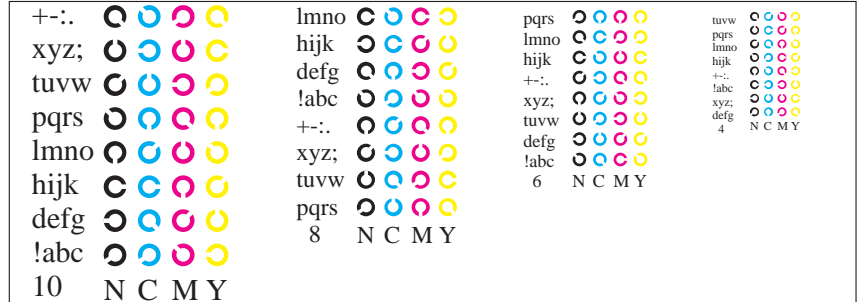 +-:.
xyz;
tuvw
pqrs
lmno
hijk
defg
!abc
10 N C M Y
lmno
hijk
defg
!abc
+-:.
xyz;
tuvw
pqrs
8 N C M Y
pqrs
lmno
hijk
+-:.
xyz;
tuvw
defg
!abc
6 N C M Y
tuvw
pqrs
lmno
hijk
+-:.
!abc
xyz;
defg
4 N C M Y